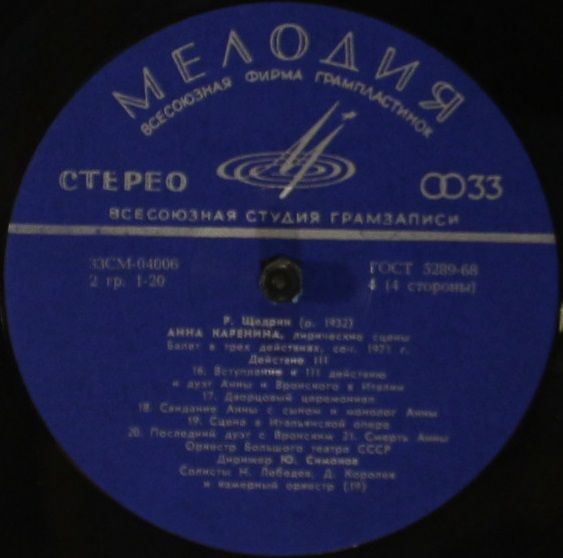 МЕЛОДИЯ
ВСЕСОЮЗНАЯ ФИРМА ГРАМПЛАСТИНОК
СТЕРЕО
33
ВСЕСОЮЗНАЯ СТУДИЯ ГРАМЗАПИСИ
33СМ-04006
ГОСТ 5289-68
2 гр. 1-20
4 (4 стороны)
Р. Щедрин (р. 1932)
АННА КАРЕНИНА, лирические сцены
Балет в трех действиях, соч. 1971 г.
Действие III
16. Вступление к III действию
и дуэт Анны и Вронского в Италии
17. Дворцовый церемониал
18. Свидание Анны с сыном и монолог Анны
19. Сцена в Итальянской опере
20. Последний дуэт с Вронским 21. Смерть Анны
Оркестр Большого театра СССР
Дирижер Ю. Симонов
Солисты Н. Лебедев, Д. Королев
и камерный оркестр (19)